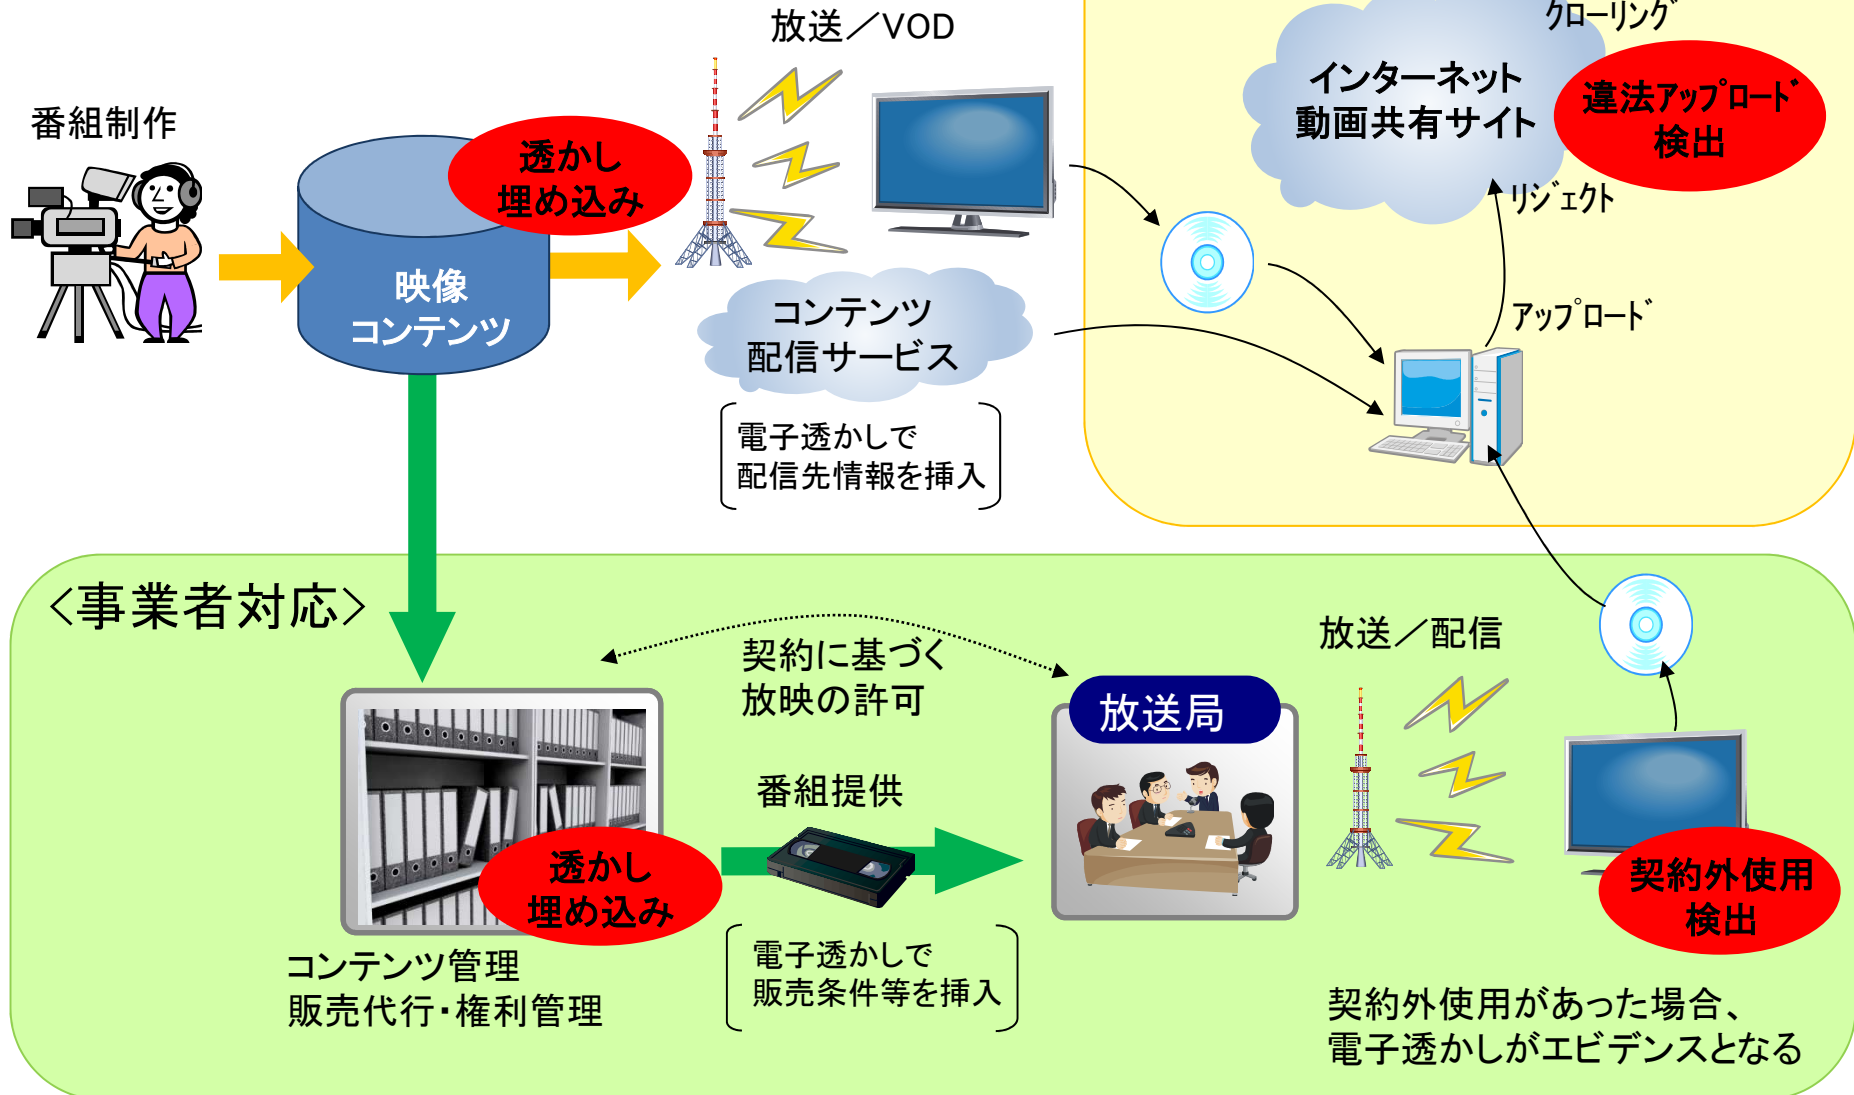 放送／VOD
クローリング
インターネット
動画共有サイト
違法アップロード
検出
番組制作
透かし
埋め込み
リジェクト
映像
コンテンツ
コンテンツ
配信サービス
アップロード
電子透かしで
配信先情報を挿入
<事業者対応>
契約に基づく
放映の許可
放送／配信
放送局
番組提供
透かし
埋め込み
契約外使用
検出
コンテンツ管理
販売代行・権利管理
電子透かしで
販売条件等を挿入
契約外使用があった場合、
電子透かしがエビデンスとなる